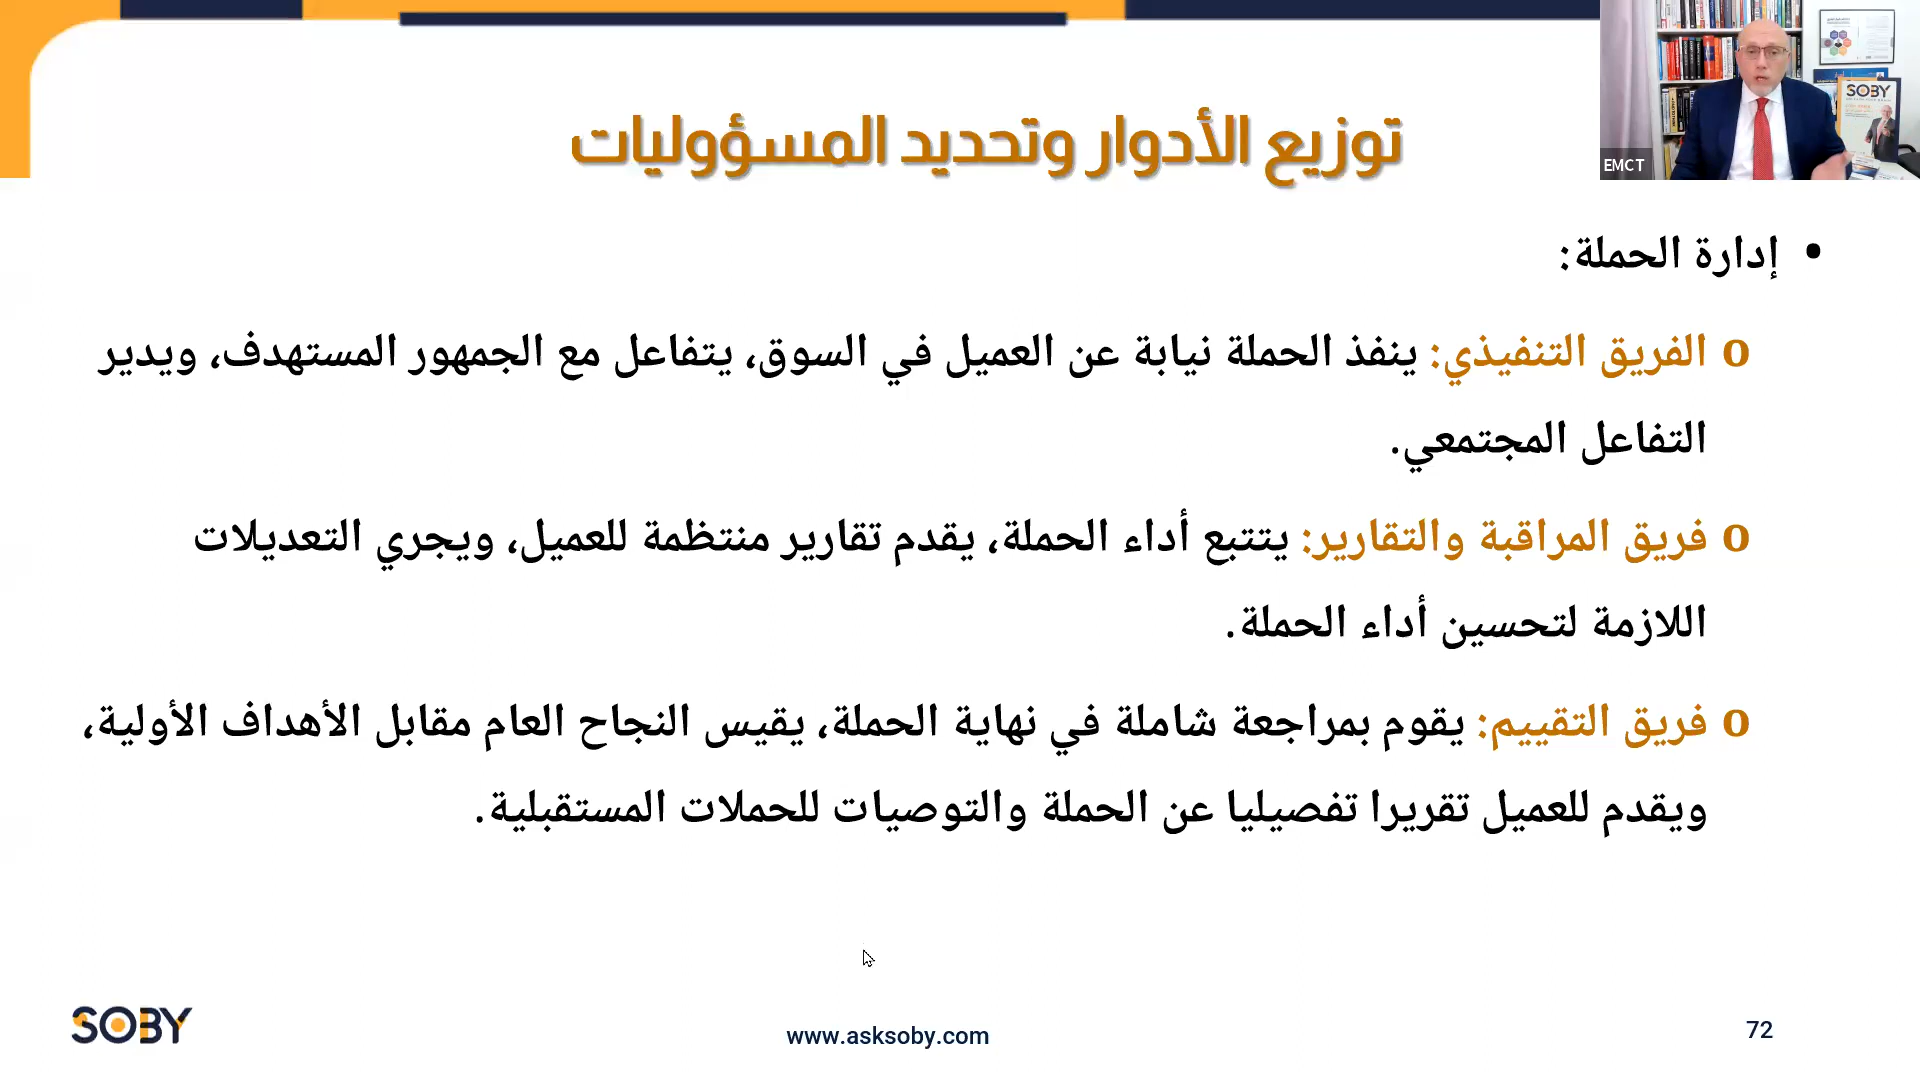 توزيع الأدوار وتحديد المسؤوليات
SOBY
EMCT
• إدارة الحملة:
o الفريق التنفيذي: ينفذ الحملة نيابة عن العميل في السوق، يتفاعل مع الجمهور المستهدف، ويدير
التفاعل المجتمعي.
o فريق المراقبة والتقارير: يتتبع أداء الحملة، يقدم تقارير منتظمة للعميل، ويجري التعديلات
اللازمة لتحسين أداء الحملة.
o فريق التقييم: يقوم بمراجعة شاملة في نهاية الحملة، يقيس النجاح العام مقابل الأهداف الأولية،
ويقدم للعميل تقريرا تفصيليا عن الحملة والتوصيات للحملات المستقبلية.
SOBY
www.asksoby.com
72